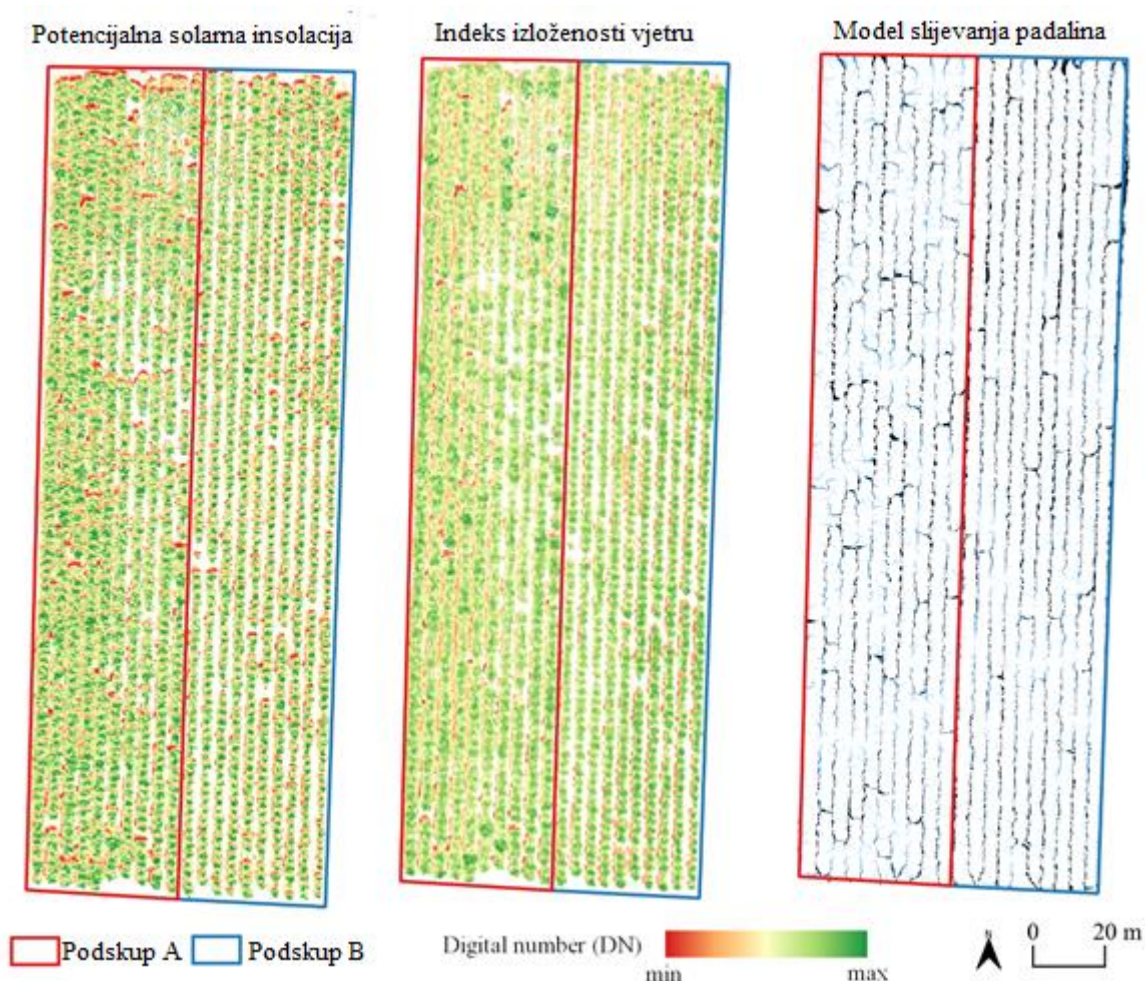 Potencijalna solarna insolacija
Indeks izloženosti vjetru
Model slijevanja padalina
Podskup A
Podskup B
Digital number (DN)
min
max
N
0
20 m